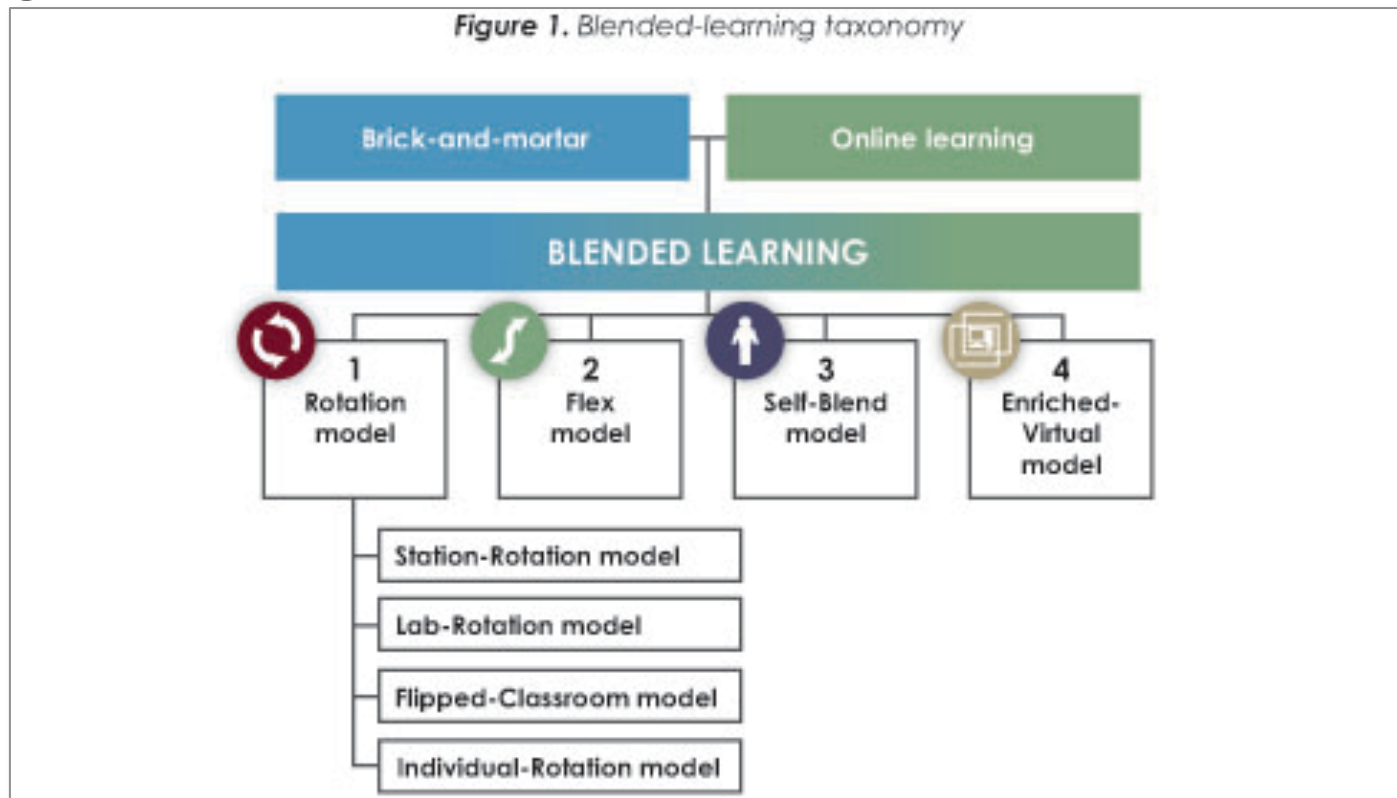 Figure 1. Blended-learning taxonomy
Brick-and-mortar
Online learning
BLENDED LEARNING
1
Rotation
model
2
Flex
model
3
Self-Blend
model
4
Enriched-
Virtual
model
Station-Rotation model
Lab-Rotation model
Flipped-Classroom model
Individual-Rotation model